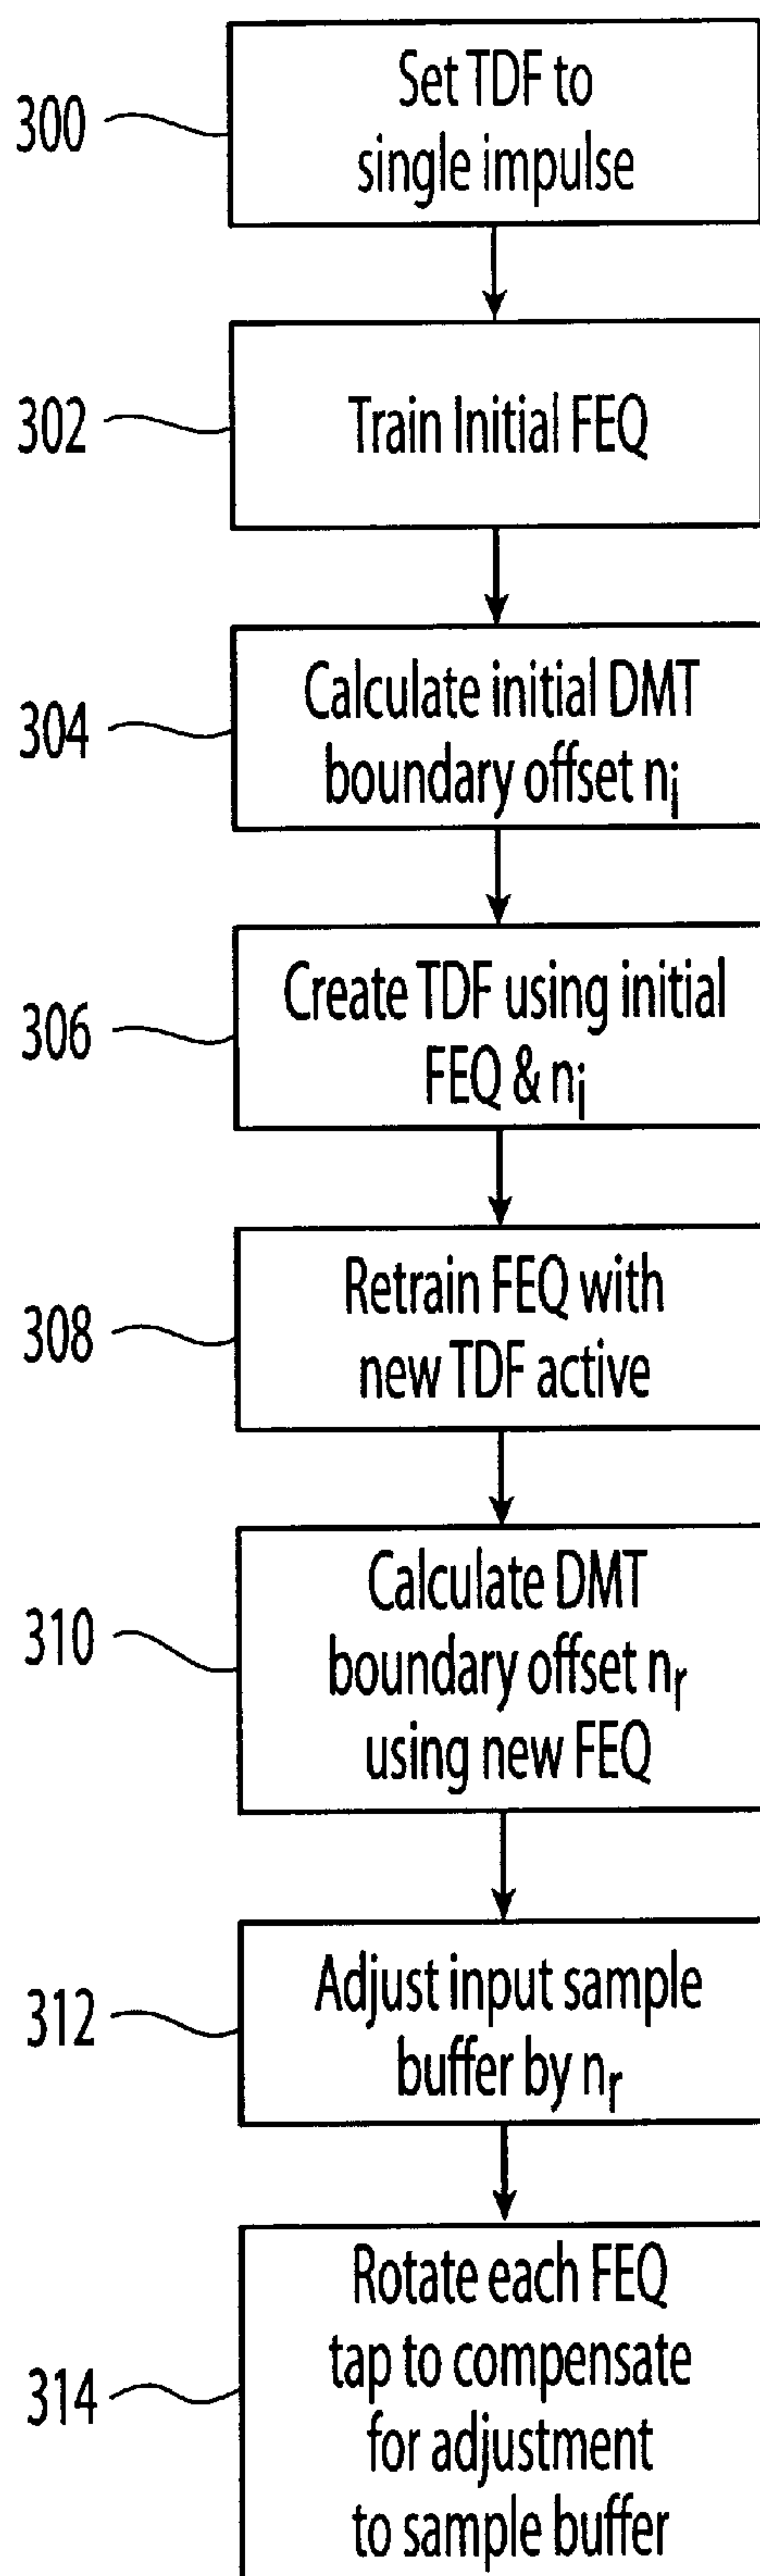 300
Set TDF to
single impulse
302
Train Initial FEQ
304
Calculate initial DMT
boundary offset ni
306
Create TDF using initial
FEQ & ni
308
Retrain FEQ with
new TDF active
310
Calculate DMT
boundary offset nr
using new FEQ
312
Adjust input sample
buffer by nr
314
Rotate each FEQ
tap to compensate
for adjustment
to sample buffer